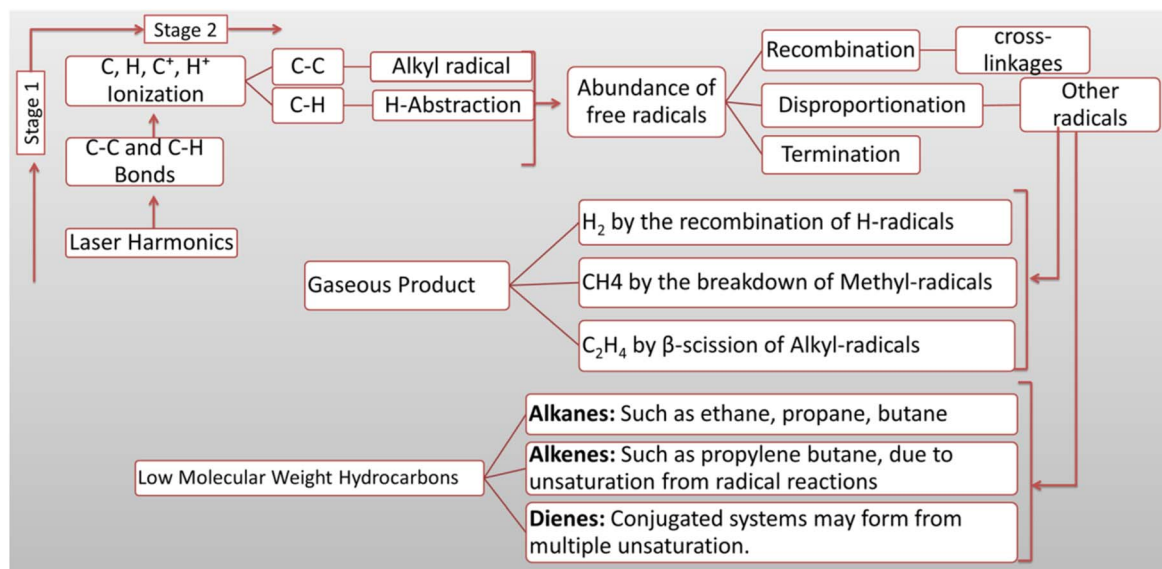 Stage 2
Stage 1
C, H, C⁺, H⁺
Ionization
C-C and C-H
Bonds
Laser Harmonics
C-C
Alkyl radical
C-H
H-Abstraction
Abundance of
free radicals
Recombination
cross-
linkages
Disproportionation
Other
radicals
Termination
Gaseous Product
H₂ by the recombination of H-radicals
CH4 by the breakdown of Methyl-radicals
C₂H₄ by β-scission of Alkyl-radicals
Low Molecular Weight Hydrocarbons
Alkanes: Such as ethane, propane, butane
Alkenes: Such as propylene butane, due to
unsaturation from radical reactions
Dienes: Conjugated systems may form from
multiple unsaturation.